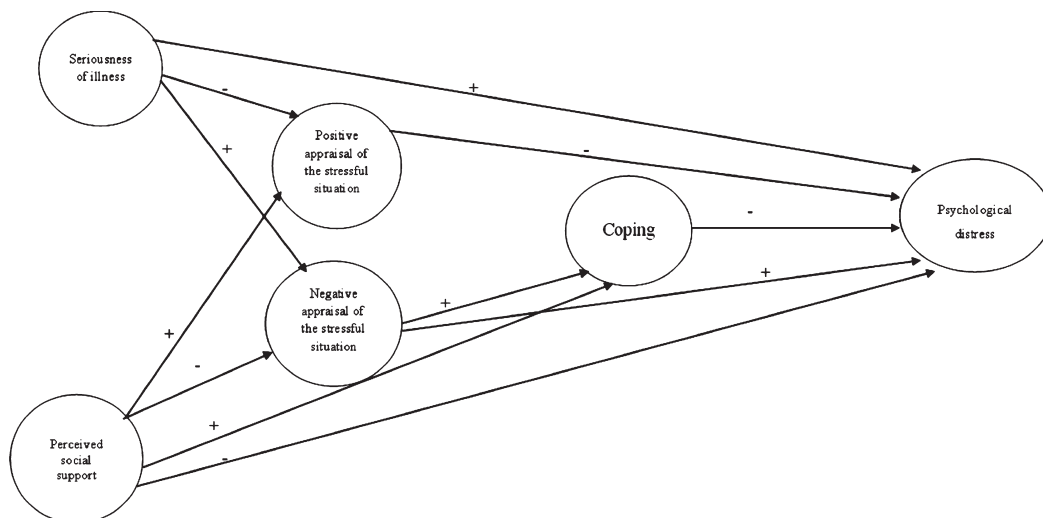 Seriousness
of illness
+
-
Positive
appraisal of
the stressful
situation
+
-
-
Coping
Psychological
distress
+
Negative
appraisal of
the stressful
situation
+
+
-
+
-
Perceived
social
support